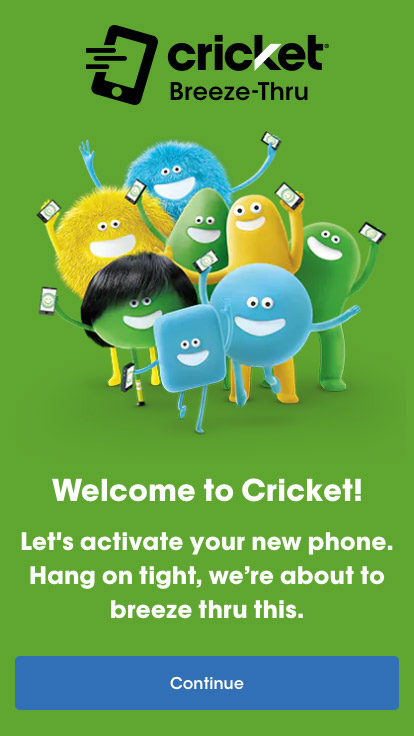 cricket
Breeze-Thru
Welcome to Cricket!
Let's activate your new phone.
Hang on tight, we’re about to
breeze thru this.
Continue